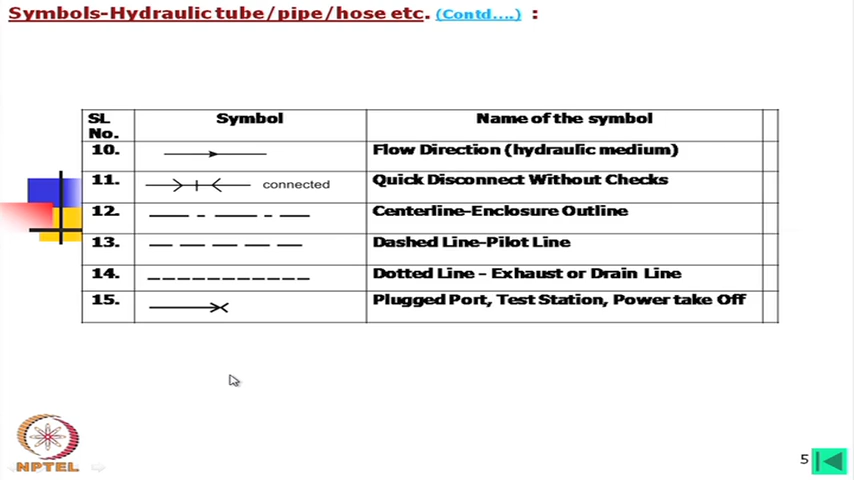 Symbols-Hydraulic tube/pipe/hose etc. (Contd....) :
SL No. Symbol Name of the symbol
10. Flow Direction (hydraulic medium)
11. connected Quick Disconnect Without Checks
12. Centerline-Enclosure Outline
13. Dashed Line-Pilot Line
14. Dotted Line – Exhaust or Drain Line
15. Plugged Port, Test Station, Power take Off
NPTEL
5